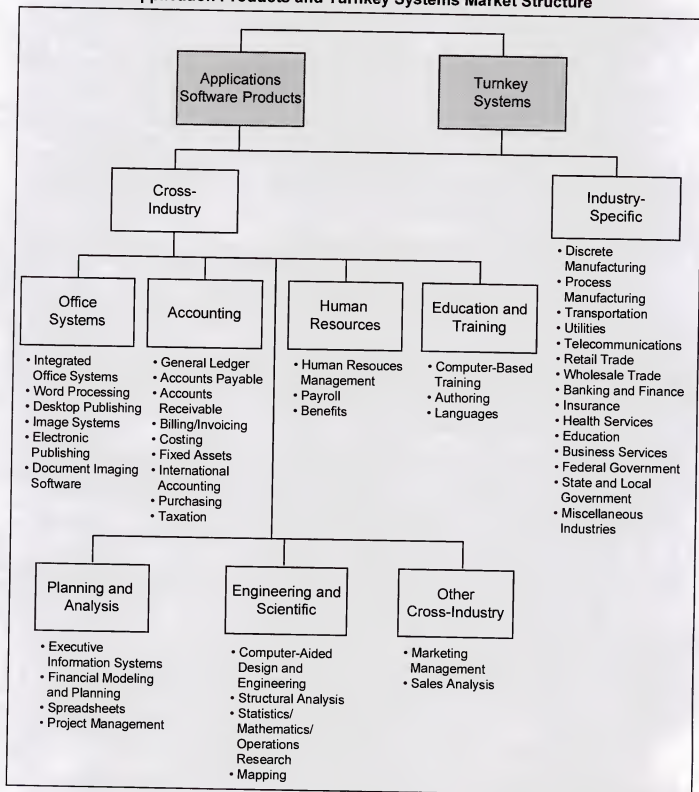 Application Products and Turnkey Systems Market Structure
Applications
Software Products
Turnkey
Systems
Cross-
Industry
Industry-
Specific
• Discrete
Manufacturing
• Process
Manufacturing
• Transportation
• Utilities
• Telecommunications
• Retail Trade
• Wholesale Trade
• Banking and Finance
• Insurance
• Health Services
• Education
• Business Services
• Federal Government
• State and Local
Government
• Miscellaneous
Industries
Office
Systems
• Integrated
Office Systems
• Word Processing
• Desktop Publishing
• Image Systems
• Electronic
Publishing
• Document Imaging
Software
Accounting
• General Ledger
• Accounts Payable
• Accounts
Receivable
• Billing/Invoicing
• Costing
• Fixed Assets
• International
Accounting
• Purchasing
• Taxation
Human
Resources
• Human Resouces
Management
• Payroll
• Benefits
Education and
Training
• Computer-Based
Training
• Authoring
• Languages
Planning and
Analysis
• Executive
Information Systems
• Financial Modeling
and Planning
• Spreadsheets
• Project Management
Engineering and
Scientific
• Computer-Aided
Design and
Engineering
• Structural Analysis
• Statistics/
Mathematics/
Operations
Research
• Mapping
Other
Cross-Industry
• Marketing
Management
• Sales Analysis